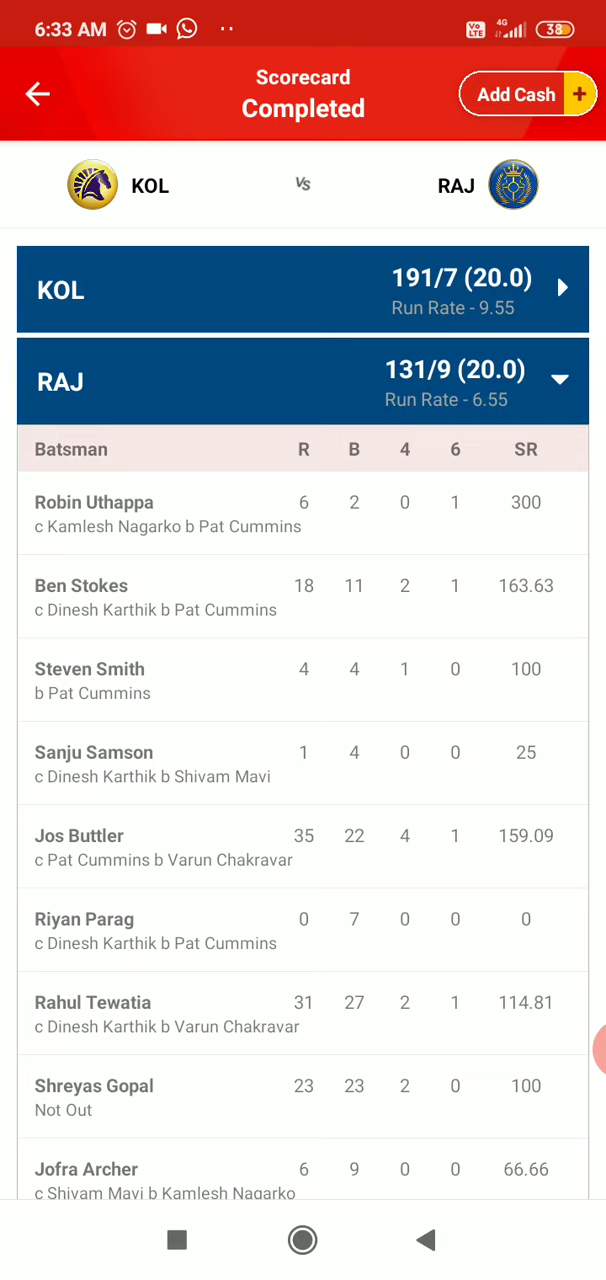 6:33 AM
Vo LTE 4G 38
Scorecard
Completed
Add Cash +
KOL Vs RAJ
KOL 191/7 (20.0)
Run Rate - 9.55
RAJ 131/9 (20.0)
Run Rate - 6.55
Batsman R B 4 6 SR
Robin Uthappa 6 2 0 1 300
c Kamlesh Nagarko b Pat Cummins
Ben Stokes 18 11 2 1 163.63
c Dinesh Karthik b Pat Cummins
Steven Smith 4 4 1 0 100
b Pat Cummins
Sanju Samson 1 4 0 0 25
c Dinesh Karthik b Shivam Mavi
Jos Buttler 35 22 4 1 159.09
c Pat Cummins b Varun Chakravar
Riyan Parag 0 7 0 0 0
c Dinesh Karthik b Pat Cummins
Rahul Tewatia 31 27 2 1 114.81
c Dinesh Karthik b Varun Chakravar
Shreyas Gopal 23 23 2 0 100
Not Out
Jofra Archer 6 9 0 0 66.66
c Shivam Mavi b Kamlesh Nagarko